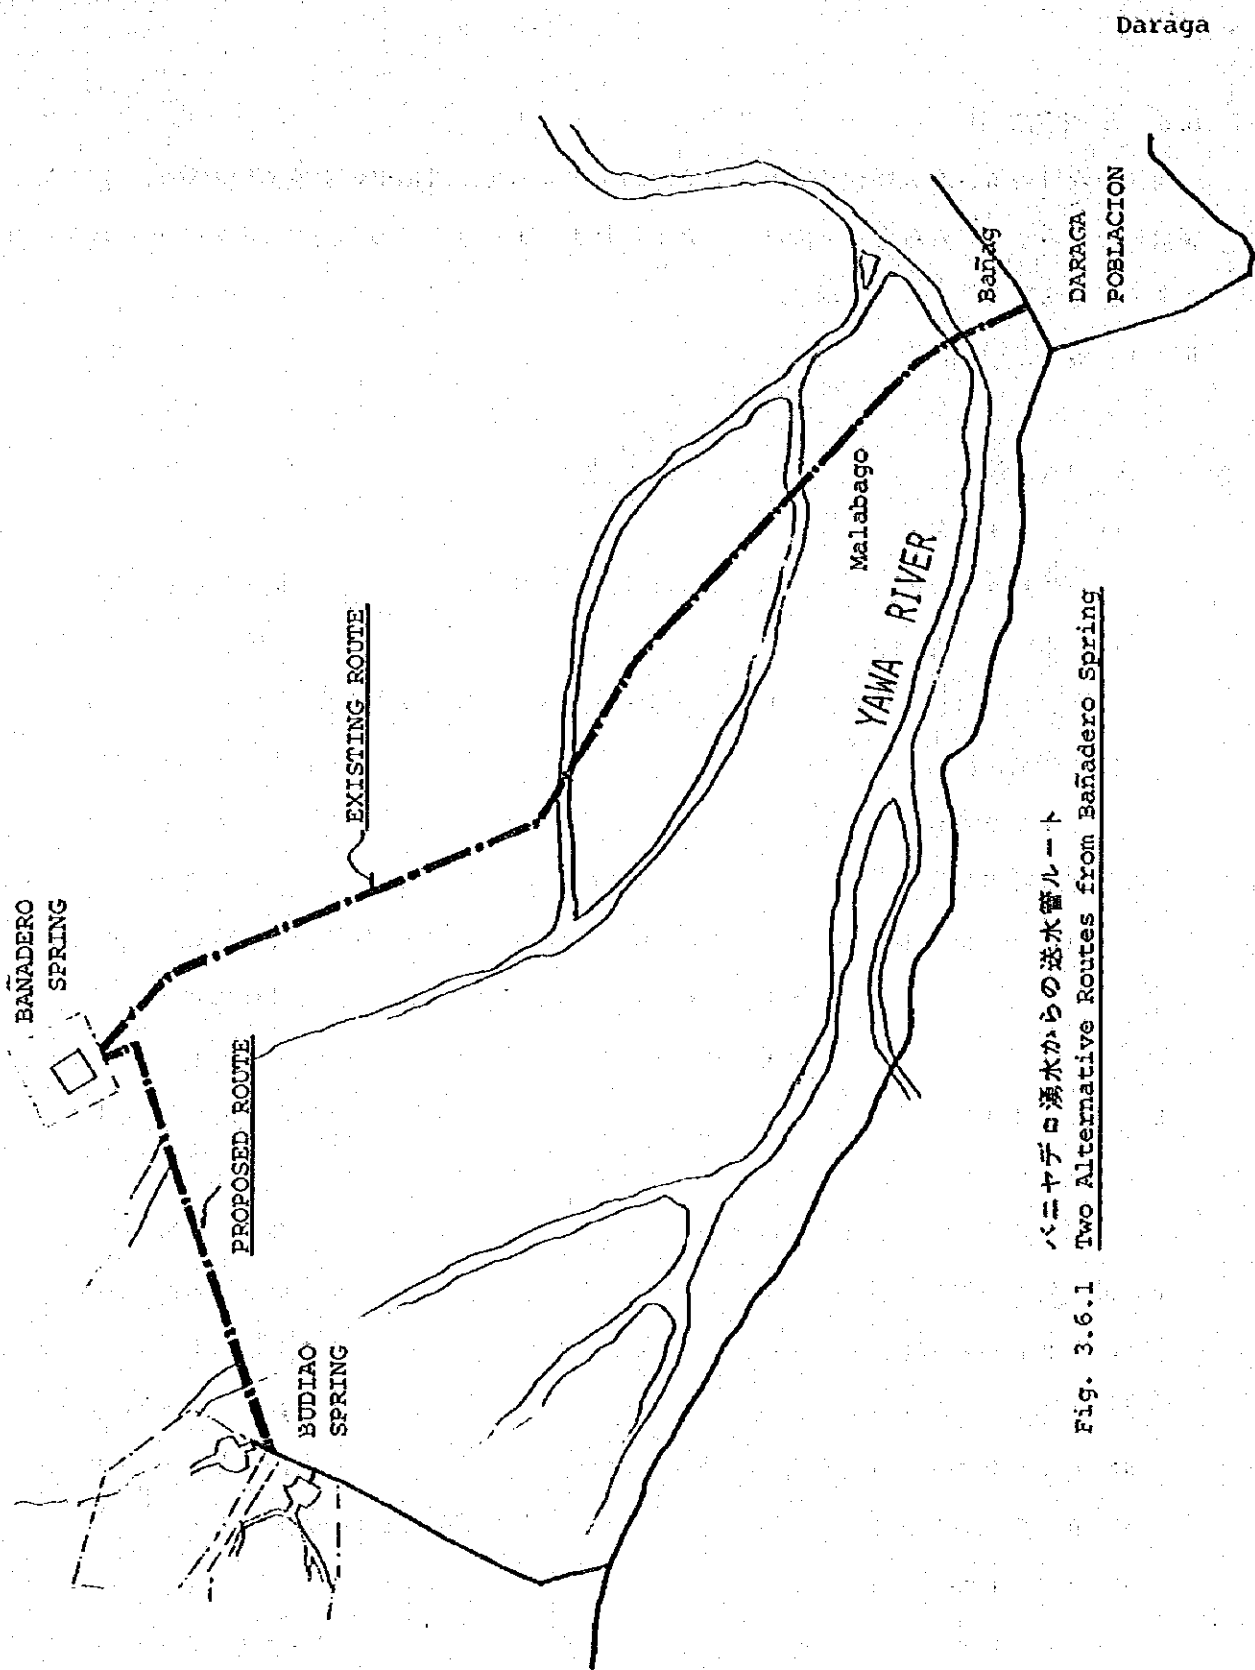 Daraga
BAÑADERO
SPRING
EXISTING ROUTE
PROPOSED ROUTE
BUDIAO
SPRING
Malabago
YAWA RIVER
Bañag
DARAGA
POBLACION
バニヤデロ湧水からの送水管ルート
Fig. 3.6.1 Two Alternative Routes from Bañadero Spring